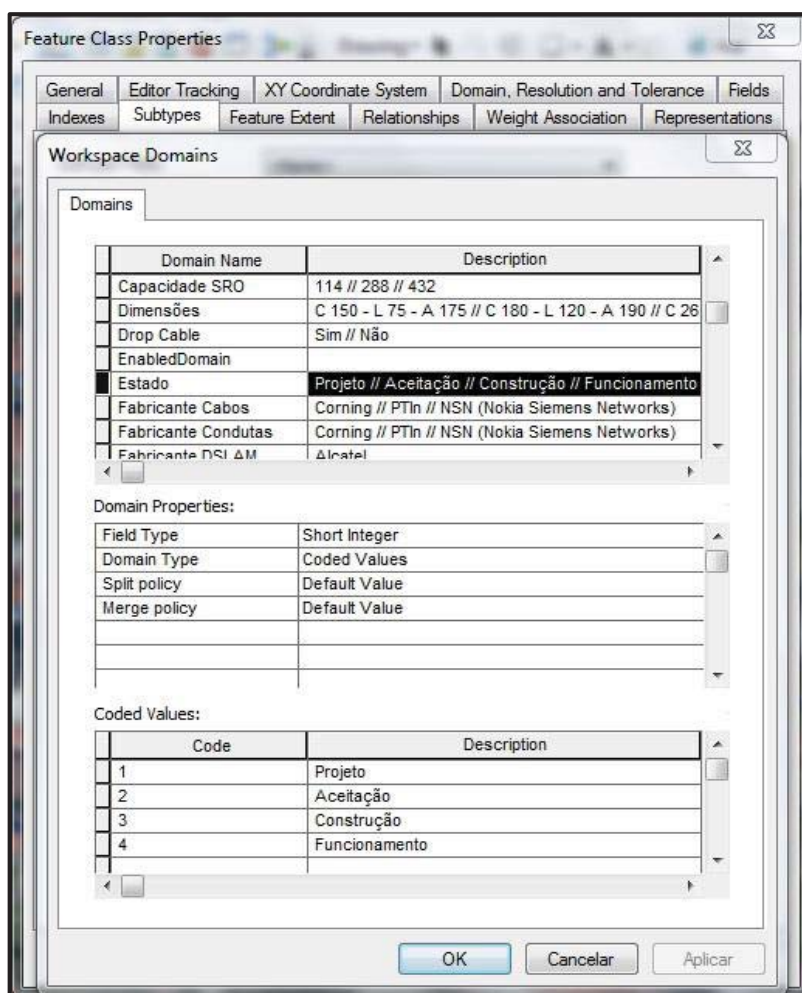 Feature Class Properties
General Editor Tracking XY Coordinate System Domain, Resolution and Tolerance Fields
Indexes Subtypes Feature Extent Relationships Weight Association Representations
Workspace Domains
Domains
Domain Name Description
Capacidade SRO 114 // 288 // 432
Dimensões C 150 - L 75 - A 175 // C 180 - L 120 - A 190 // C 26
Drop Cable Sim // Não
EnabledDomain
Estado Projeto // Aceitação // Construção // Funcionamento
Fabricante Cabos Corning // PTIn // NSN (Nokia Siemens Networks)
Fabricante Condutas Corning // PTIn // NSN (Nokia Siemens Networks)
Fabricante DSLAM Alcatel
Domain Properties:
Field Type Short Integer
Domain Type Coded Values
Split policy Default Value
Merge policy Default Value
Coded Values:
Code Description
1 Projeto
2 Aceitação
3 Construção
4 Funcionamento
OK Cancelar Aplicar